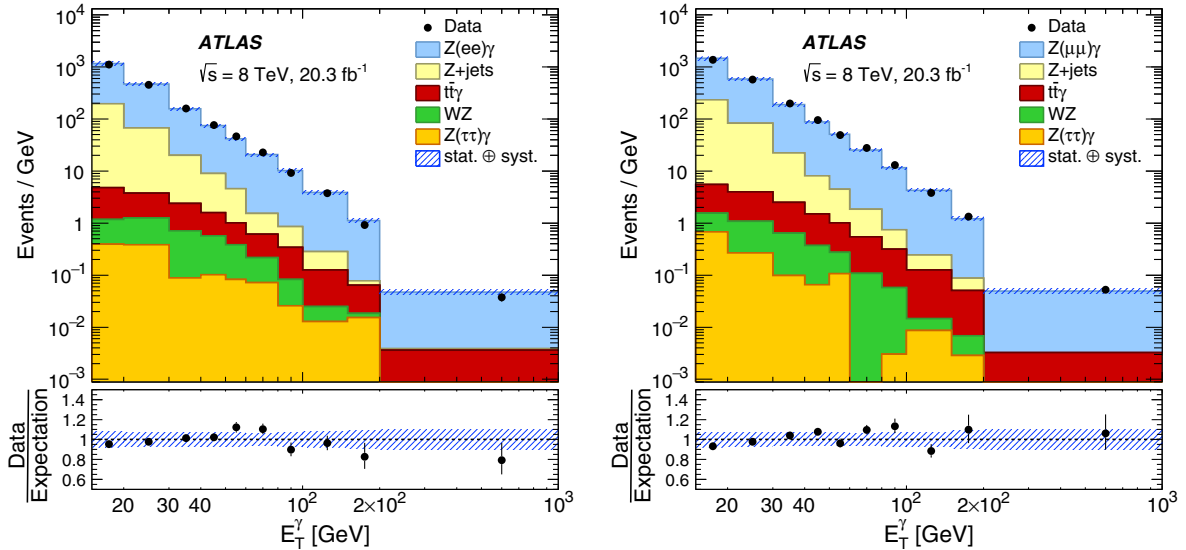 Events / GeV
10⁴
10³
10²
10
1
10⁻¹
10⁻²
10⁻³
ATLAS
√s = 8 TeV, 20.3 fb⁻¹
Data
Z(ee)γ
Z+jets
tt̄γ
WZ
Z(ττ)γ
stat. ⊕ syst.
Data
Expectation
1.4
1.2
1
0.8
0.6
20 30 40 10² 2×10² 10³
E_T^γ [GeV]
Events / GeV
10⁴
10³
10²
10
1
10⁻¹
10⁻²
10⁻³
ATLAS
√s = 8 TeV, 20.3 fb⁻¹
Data
Z(μμ)γ
Z+jets
tt̄γ
WZ
Z(ττ)γ
stat. ⊕ syst.
Data
Expectation
1.4
1.2
1
0.8
0.6
20 30 40 10² 2×10² 10³
E_T^γ [GeV]